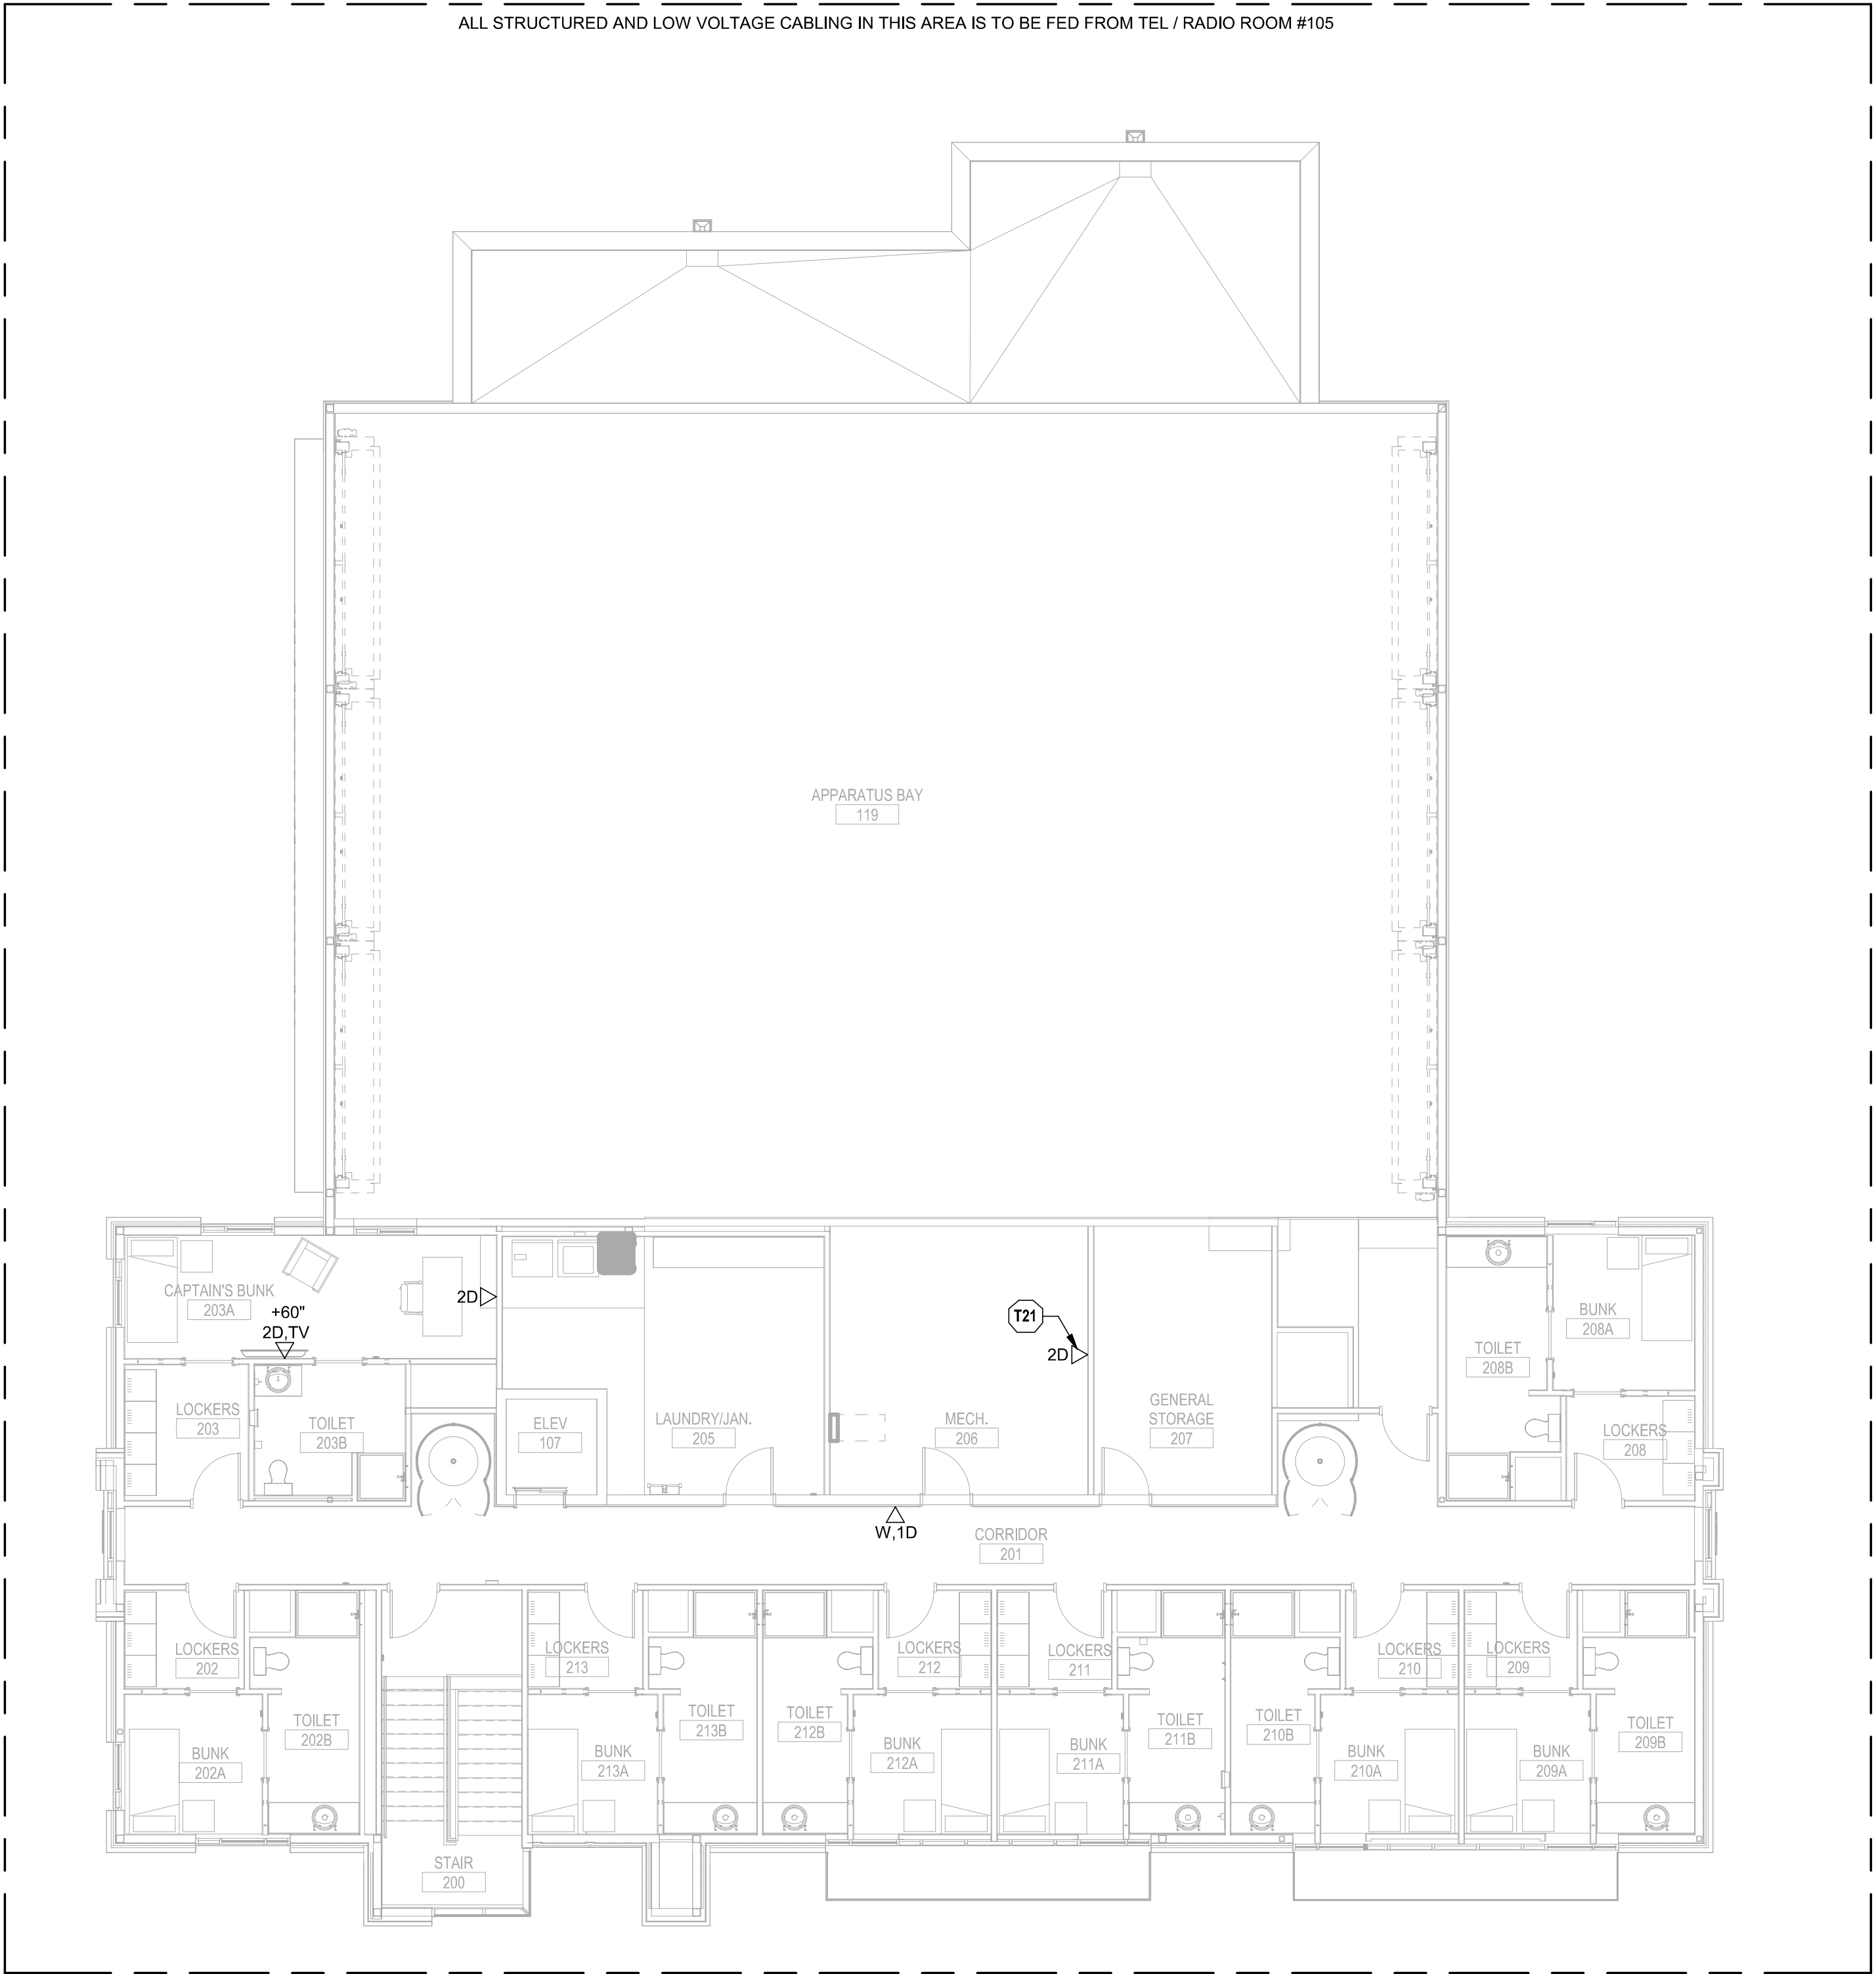 ALL STRUCTURED AND LOW VOLTAGE CABLING IN THIS AREA IS TO BE FED FROM TEL / RADIO ROOM #105
APPARATUS BAY
119
CAPTAIN'S BUNK
203A
+60"
2D,TV
2D
T21
2D
BUNK
208A
TOILET
208B
LOCKERS
203
TOILET
203B
ELEV
107
LAUNDRY/JAN.
205
MECH.
206
GENERAL
STORAGE
207
LOCKERS
208
W,1D
CORRIDOR
201
LOCKERS
202
LOCKERS
213
LOCKERS
212
LOCKERS
211
LOCKERS
210
LOCKERS
209
TOILET
202B
TOILET
213B
TOILET
212B
TOILET
211B
TOILET
210B
TOILET
209B
BUNK
202A
BUNK
213A
BUNK
212A
BUNK
211A
BUNK
210A
BUNK
209A
STAIR
200